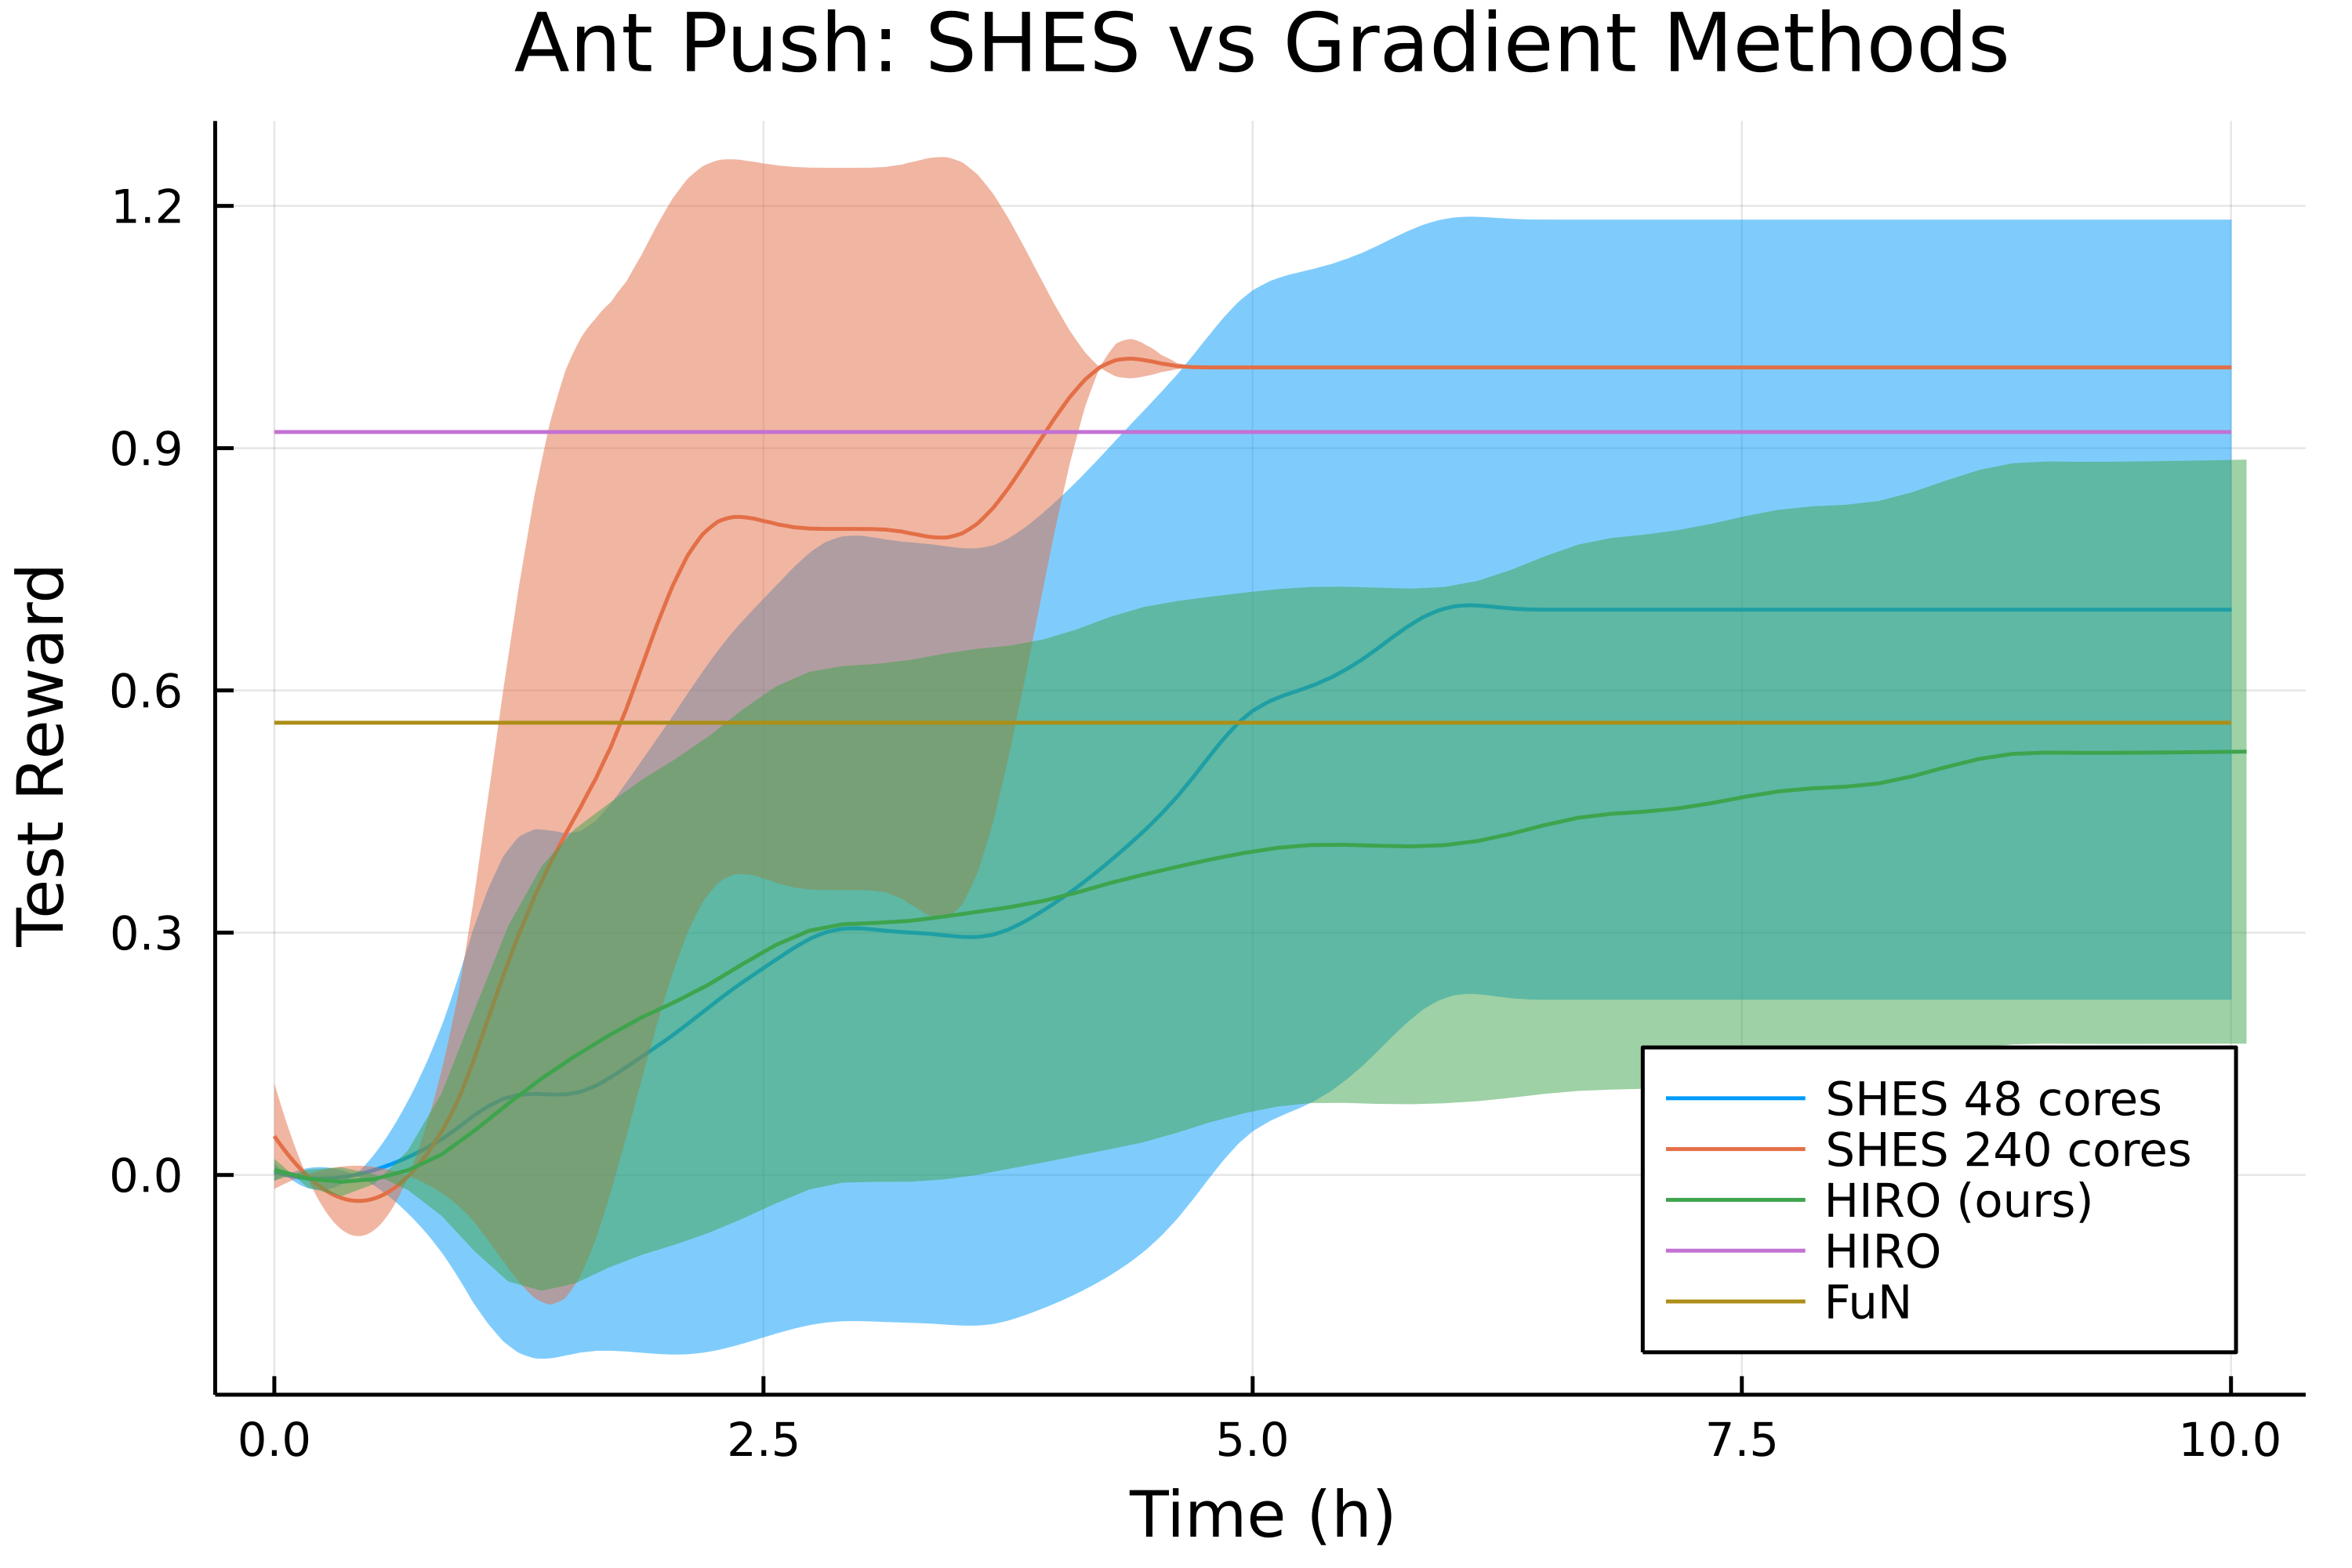 Ant Push: SHES vs Gradient Methods
Test Reward
1.2
0.9
0.6
0.3
0.0
SHES 48 cores
SHES 240 cores
HIRO (ours)
HIRO
FuN
0.0 2.5 5.0 7.5 10.0
Time (h)